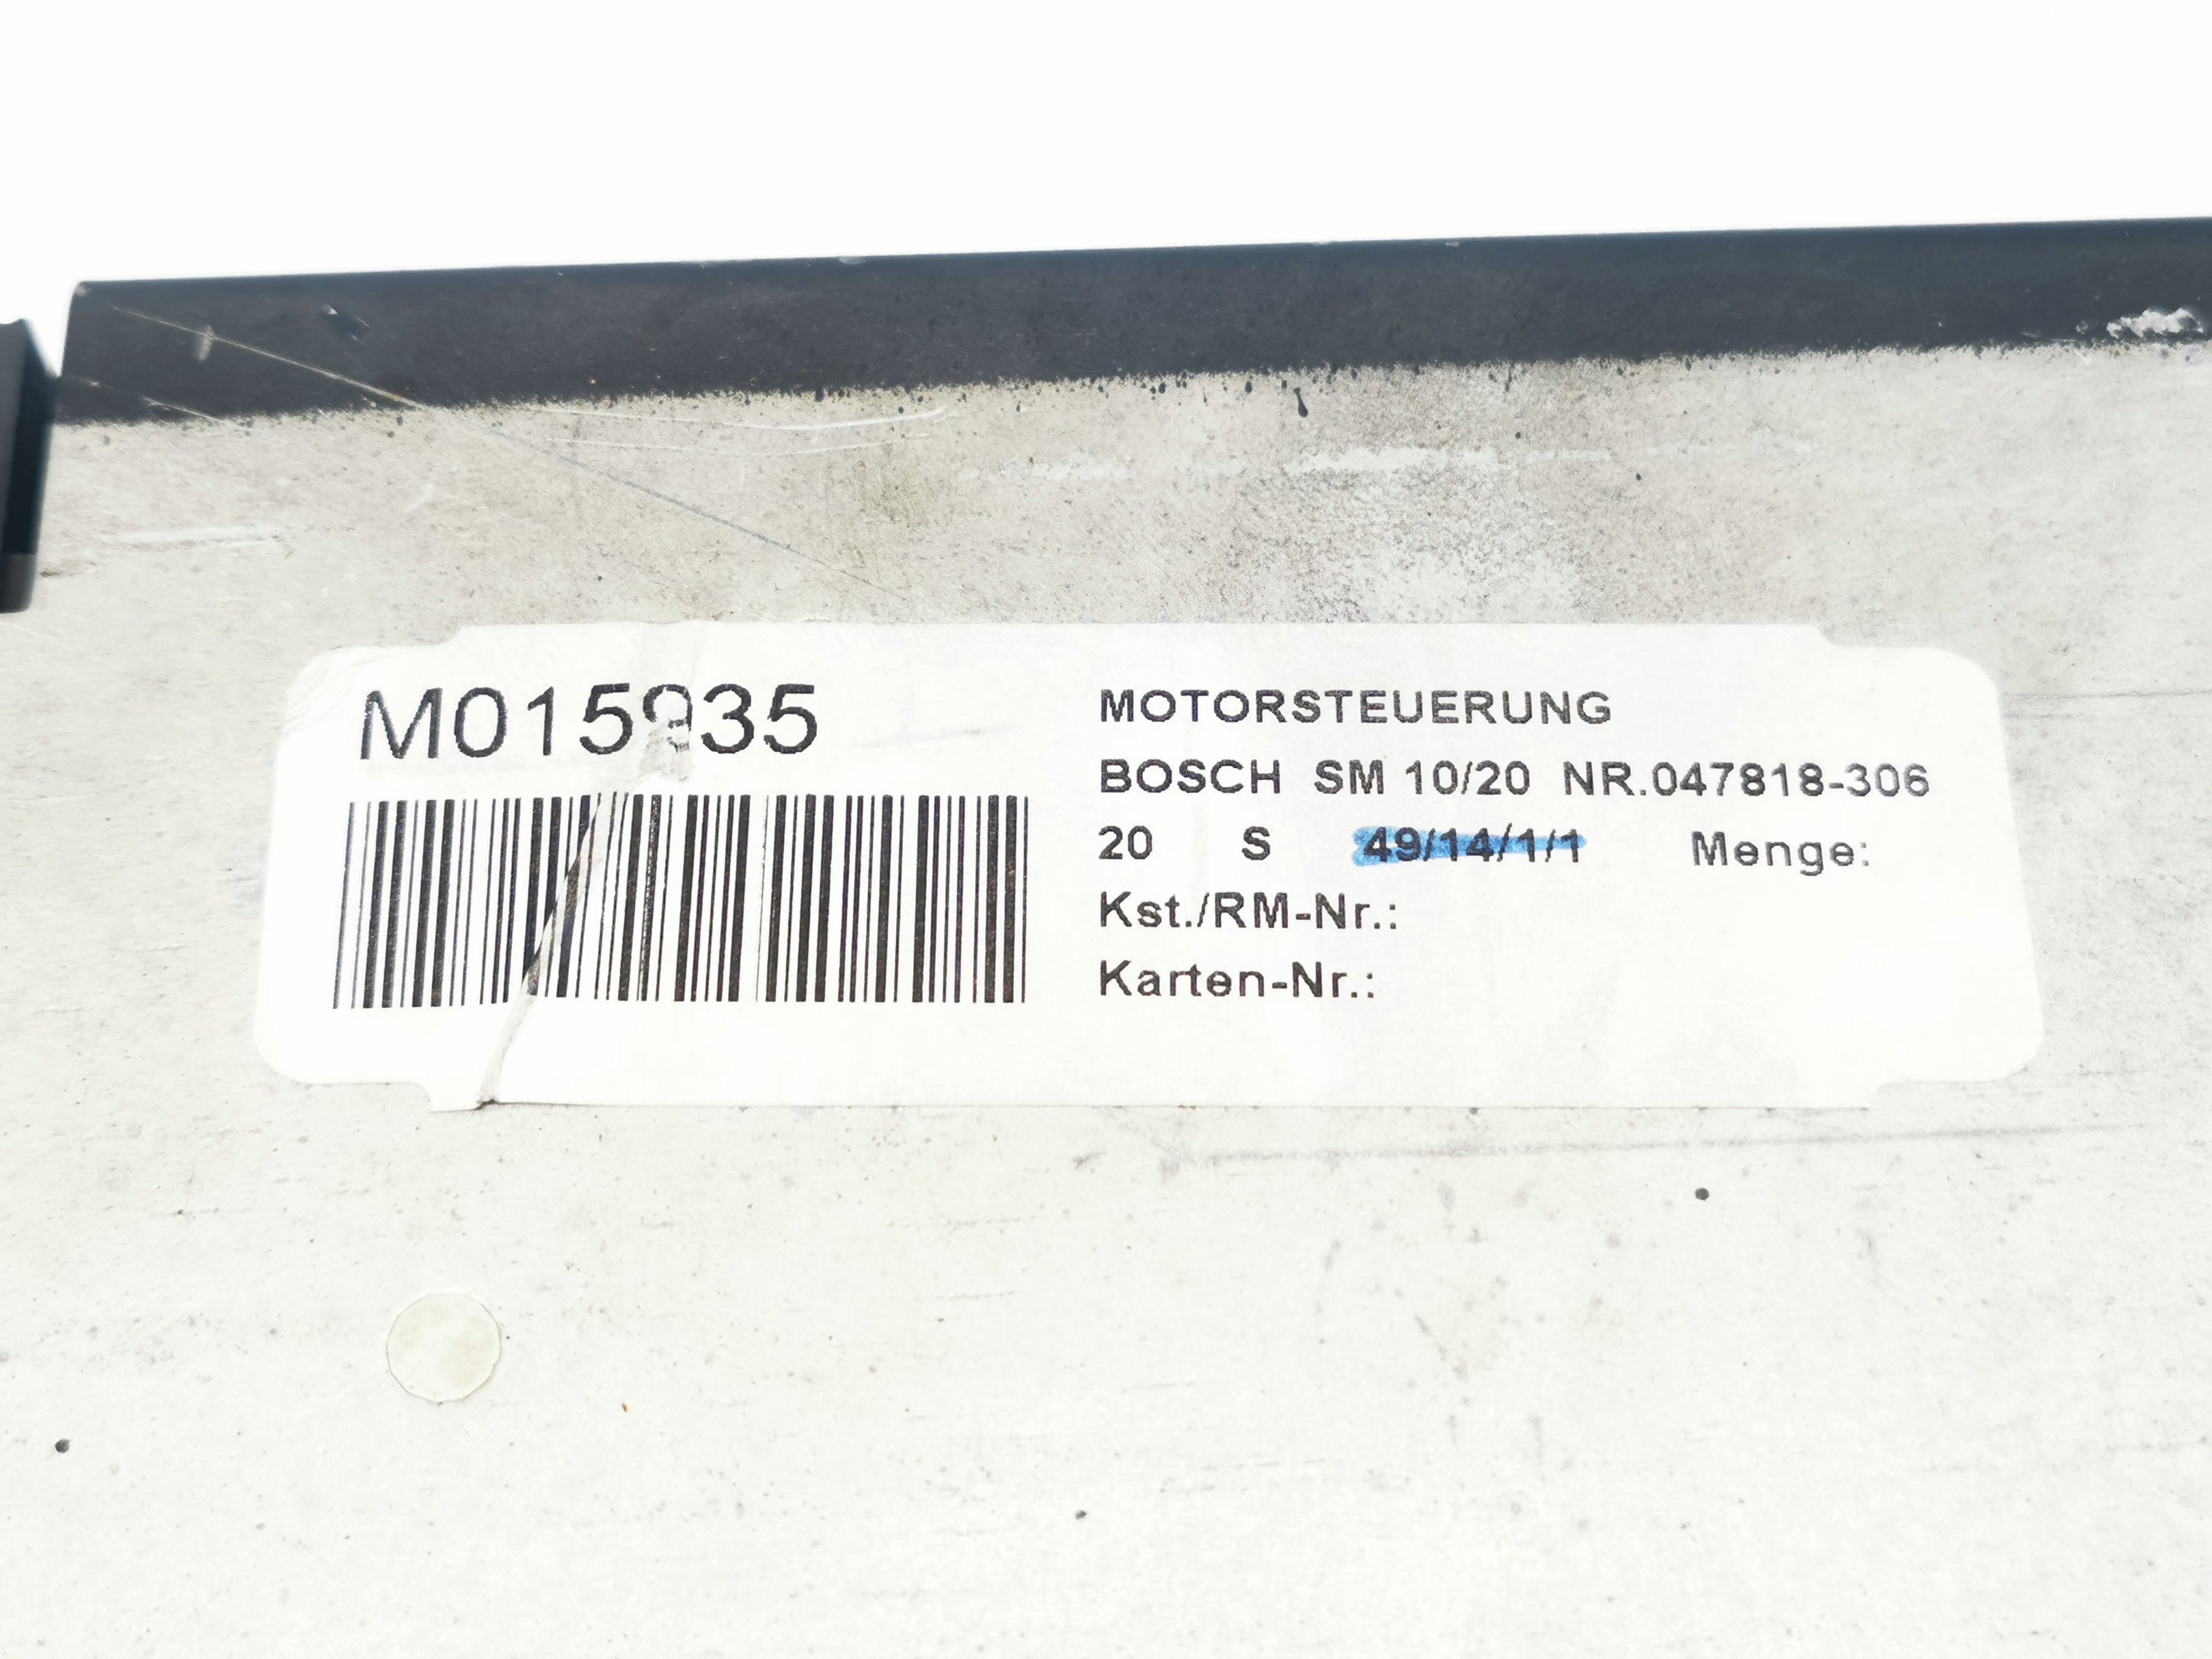 M015935
MOTORSTEUERUNG
BOSCH SM 10/20 NR.047818-306
20 S 49/14/1/1 Menge:
Kst./RM-Nr.:
Karten-Nr.: